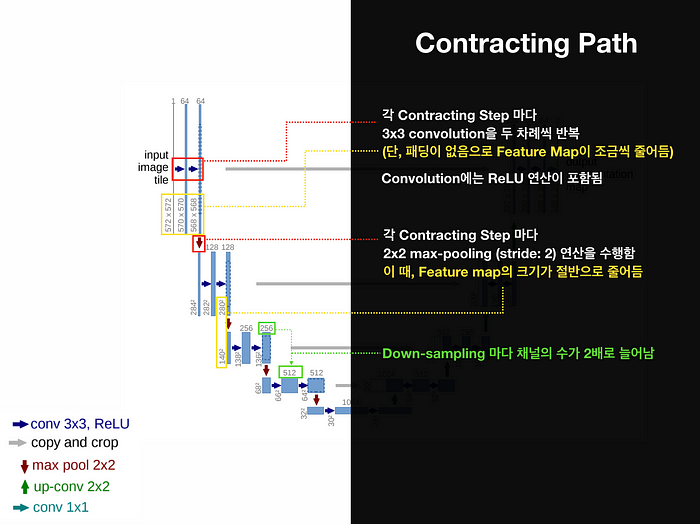 Contracting Path
각 Contracting Step 마다
3x3 convolution을 두 차례씩 반복
(단, 패딩이 없음으로 Feature Map이 조금씩 줄어듬)
Convolution에는 ReLU 연산이 포함됨
각 Contracting Step 마다
2x2 max-pooling (stride: 2) 연산을 수행함
이 때, Feature map의 크기가 절반으로 줄어듬
Down-sampling 마다 채널의 수가 2배로 늘어남
1 64 64
input
image
tile
572 x 572
570 x 570
568 x 568
128 128
284²
282²
280²
256 256
140²
138²
136²
512 512
68²
66²
64²
32²
30²
conv 3x3, ReLU
copy and crop
max pool 2x2
up-conv 2x2
conv 1x1